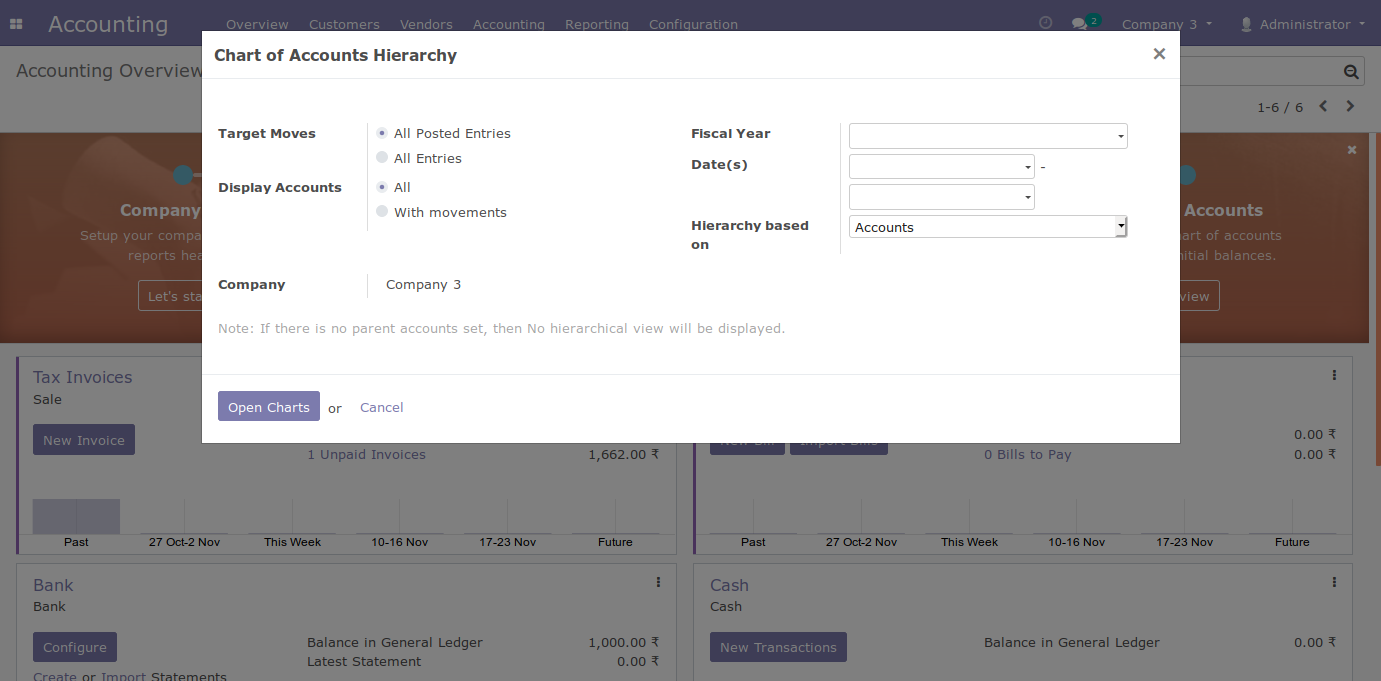 Accounting
Overview Customers Vendors Accounting Reporting Configuration
2 Company 3 Administrator
Accounting Overview
1-6 / 6
Chart of Accounts Hierarchy
Target Moves
All Posted Entries
All Entries
Display Accounts
All
With movements
Fiscal Year
Date(s)
-
Hierarchy based
on
Accounts
Company
Company 3
Note: If there is no parent accounts set, then No hierarchical view will be displayed.
Open Charts or Cancel
Company
Setup your compa
reports hea
Let's sta
Accounts
art of accounts
nitial balances.
view
Tax Invoices
Sale
New Invoice
1 Unpaid Invoices 1,662.00 ₹
Past 27 Oct-2 Nov This Week 10-16 Nov 17-23 Nov Future
New Bill Import Bills
0.00 ₹
0 Bills to Pay 0.00 ₹
Past 27 Oct-2 Nov This Week 10-16 Nov 17-23 Nov Future
Bank
Bank
Configure
Create or Import Statements
Balance in General Ledger 1,000.00 ₹
Latest Statement 0.00 ₹
Cash
Cash
New Transactions
Balance in General Ledger 0.00 ₹